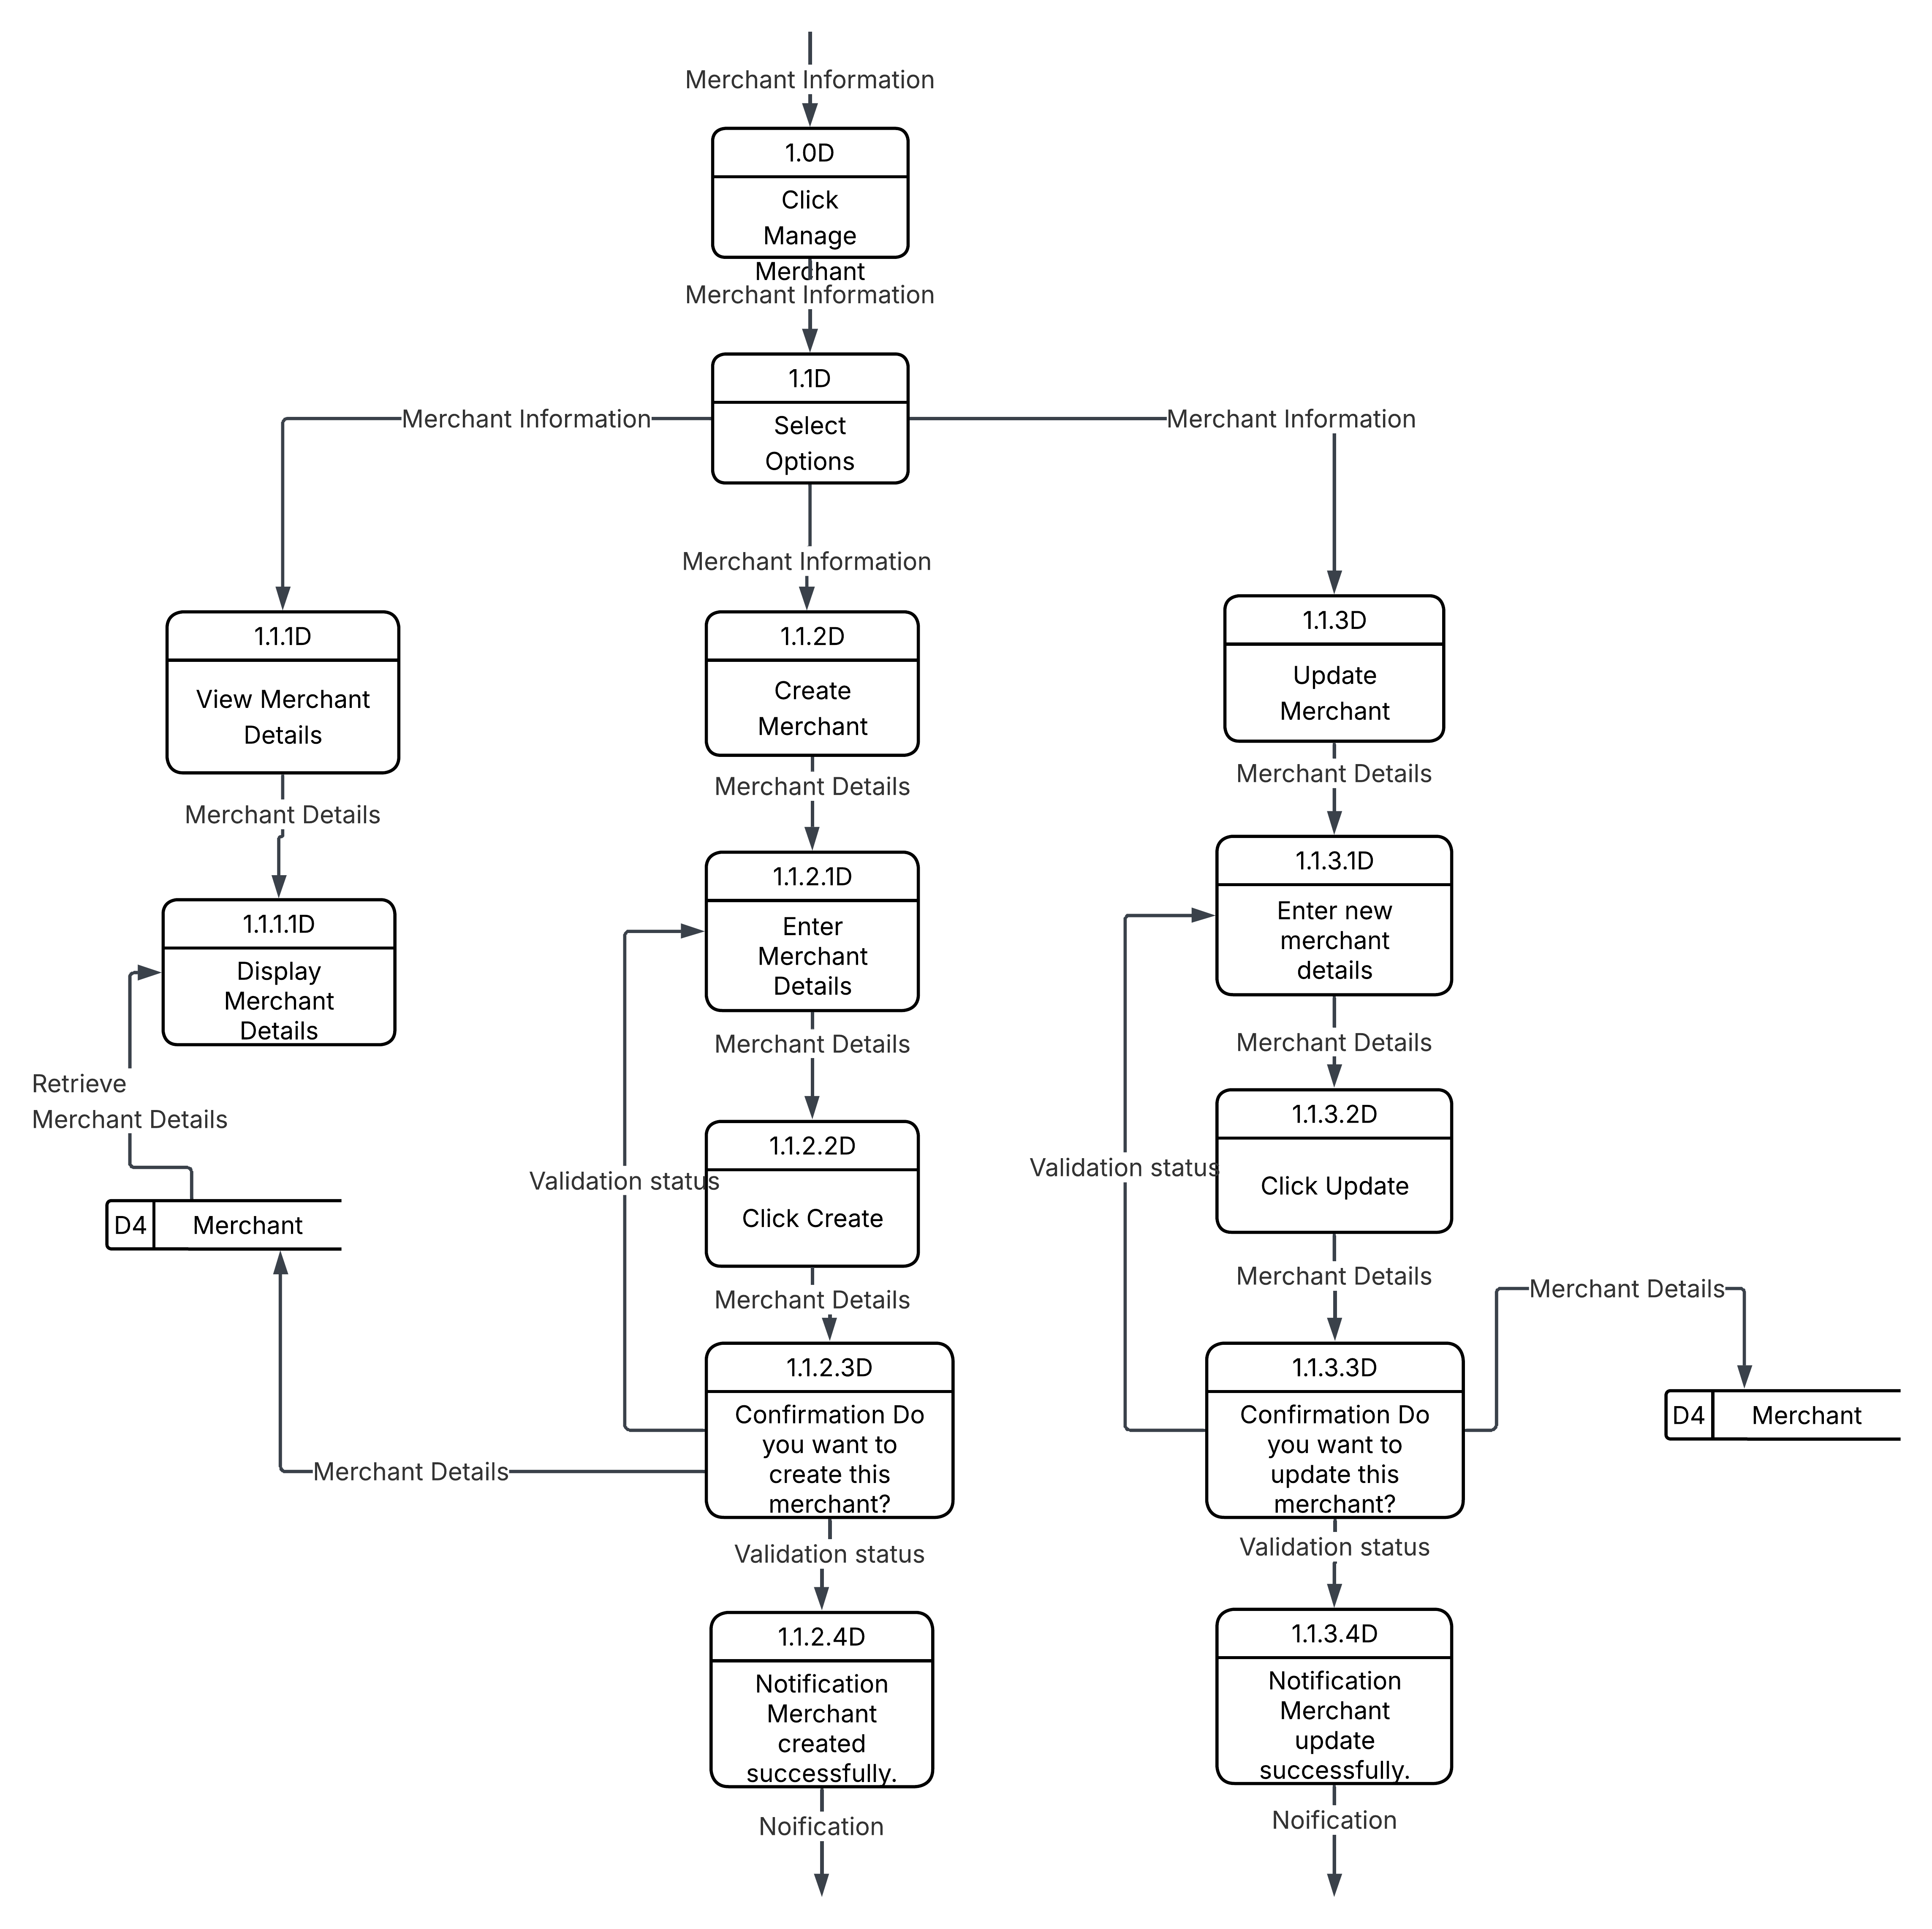 Merchant Information
1.0D
Click
Manage
Merchant
Merchant Information
1.1D
Select
Options
Merchant Information
Merchant Information
Merchant Information
1.1.1D
View Merchant
Details
Merchant Details
1.1.1.1D
Display
Merchant
Details
Retrieve
Merchant Details
D4
Merchant
1.1.2D
Create
Merchant
Merchant Details
1.1.2.1D
Enter
Merchant
Details
Merchant Details
1.1.2.2D
Click Create
Validation status
Merchant Details
1.1.2.3D
Confirmation Do
you want to
create this
merchant?
Merchant Details
Validation status
1.1.2.4D
Notification
Merchant
created
successfully.
Noification
1.1.3D
Update
Merchant
Merchant Details
1.1.3.1D
Enter new
merchant
details
Merchant Details
1.1.3.2D
Click Update
Validation status
Merchant Details
1.1.3.3D
Confirmation Do
you want to
update this
merchant?
Merchant Details
D4
Merchant
Validation status
1.1.3.4D
Notification
Merchant
update
successfully.
Noification